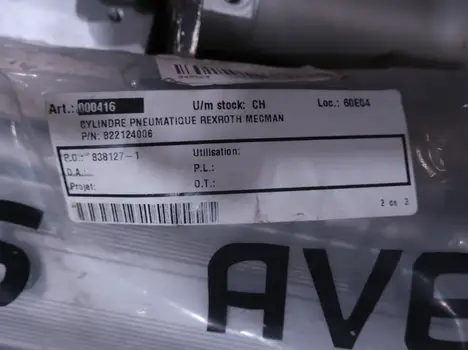 Art.: 000416 U/m stock: CH Loc.: 60E04
CYLINDRE PNEUMATIQUE REXROTH MECMAN
P/N: 822124006
P.O.: 838127-1 Utilisation:
D.A.: P.L.:
Projet: O.T.:
2 de 2
S AVE